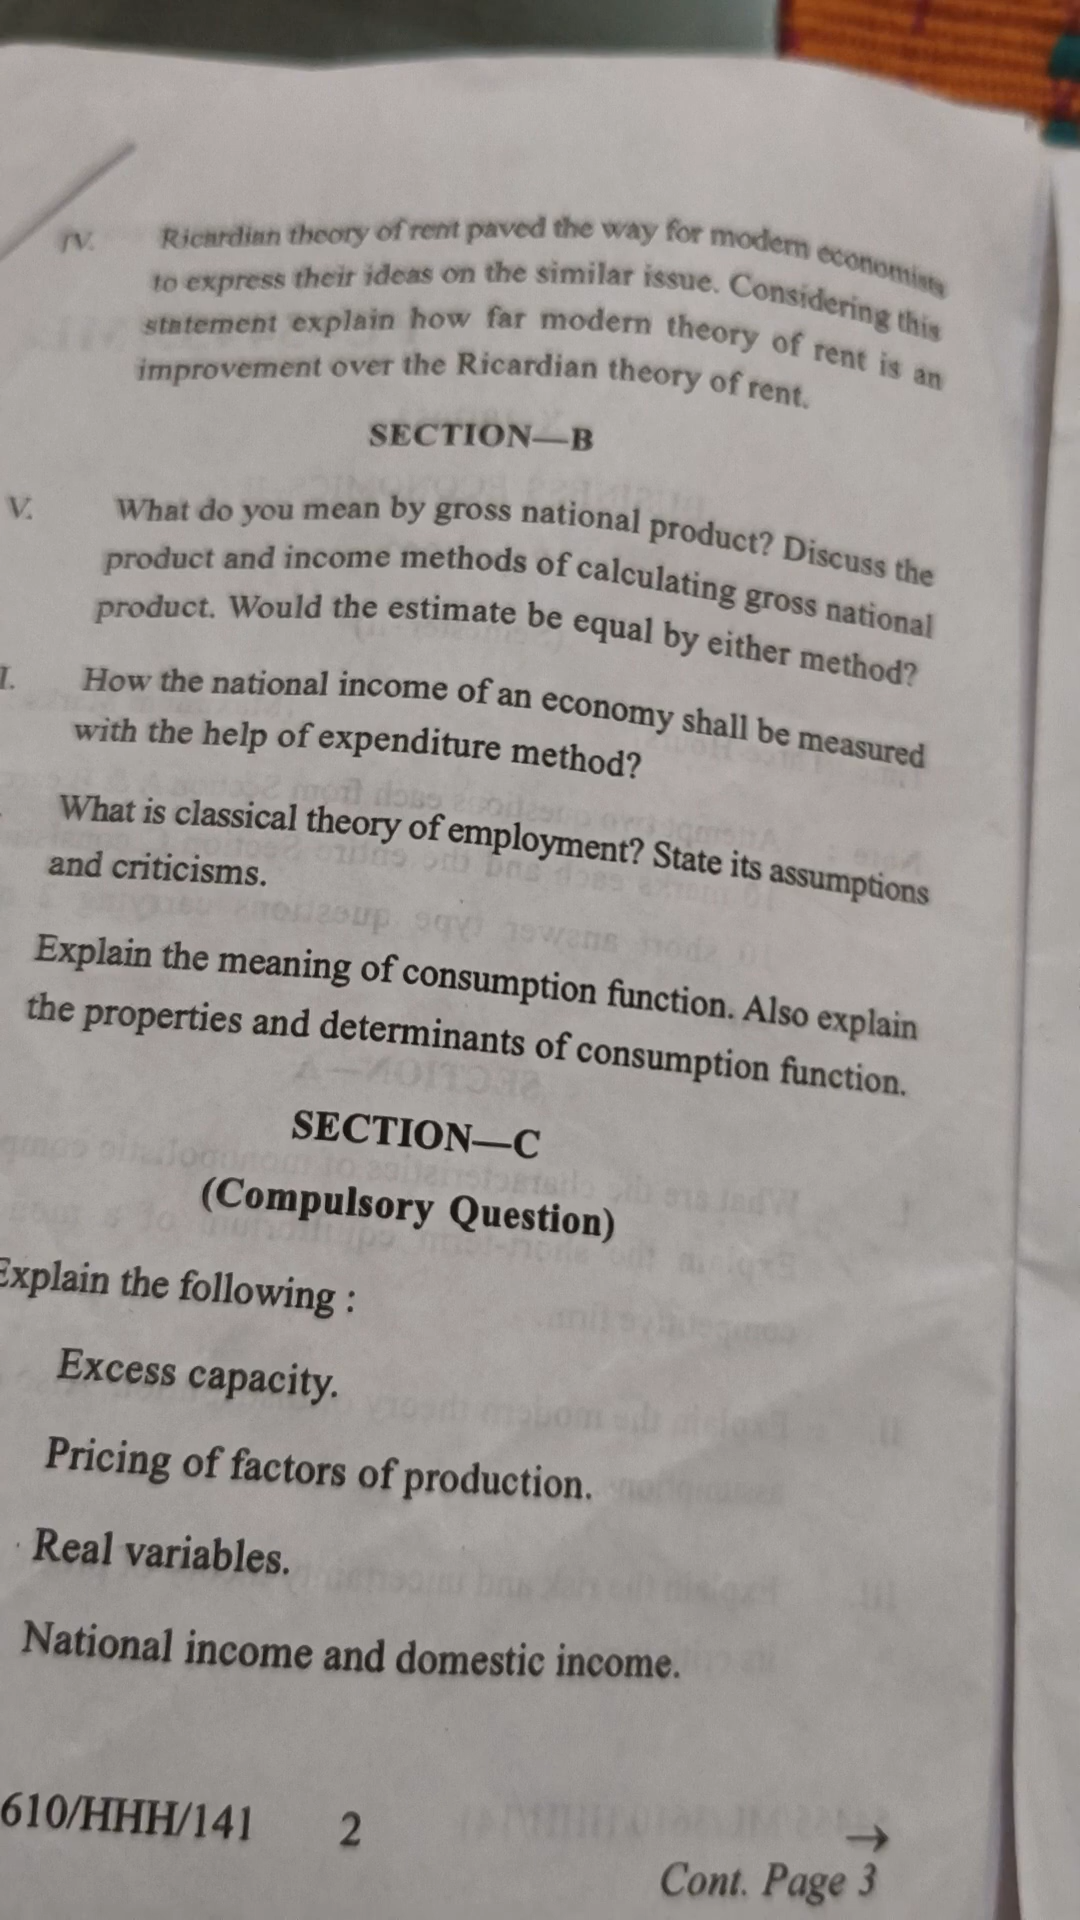 IV. Ricardian theory of rent paved the way for modern economists
to express their ideas on the similar issue. Considering this
statement explain how far modern theory of rent is an
improvement over the Ricardian theory of rent.
SECTION—B
V. What do you mean by gross national product? Discuss the
product and income methods of calculating gross national
product. Would the estimate be equal by either method?
I. How the national income of an economy shall be measured
with the help of expenditure method?
What is classical theory of employment? State its assumptions
and criticisms.
Explain the meaning of consumption function. Also explain
the properties and determinants of consumption function.
SECTION—C
(Compulsory Question)
Explain the following :
Excess capacity.
Pricing of factors of production.
Real variables.
National income and domestic income.
610/HHH/141 2 →
Cont. Page 3